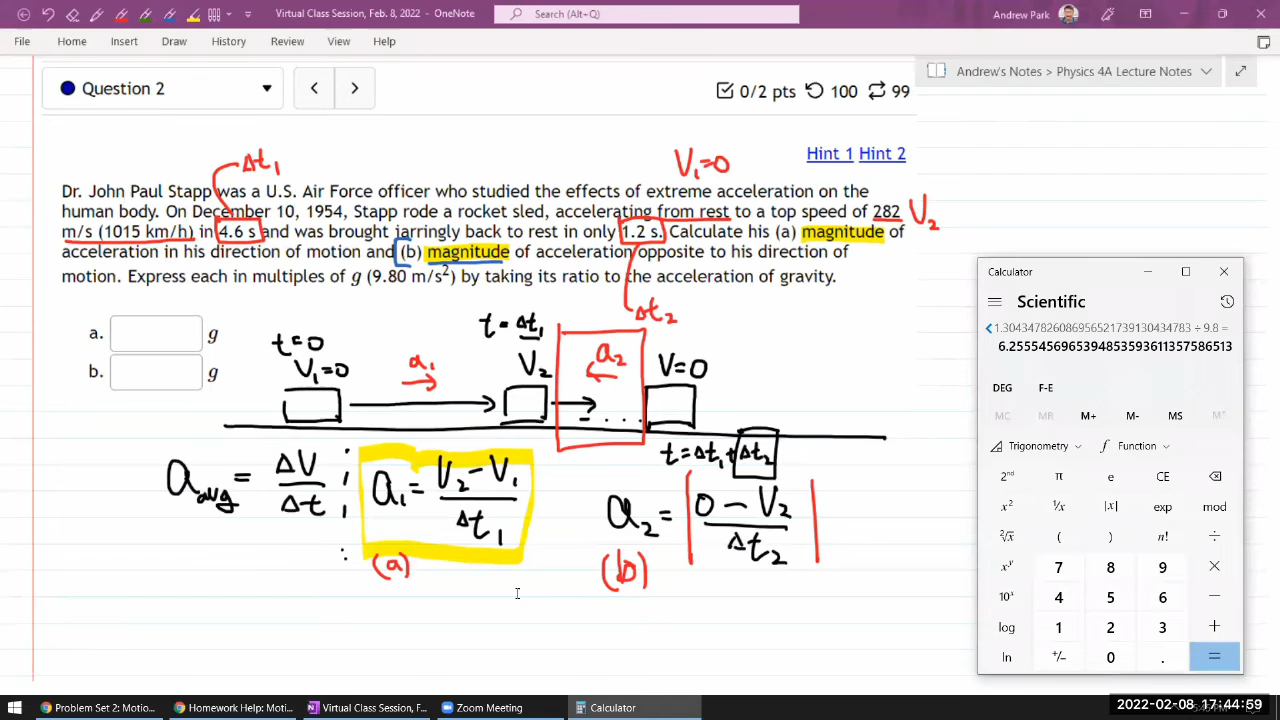 Virtual Class Session, Feb. 8, 2022 - OneNote
Search (Alt+Q)
Andrew Park
File Home Insert Draw History Review View Help
Question 2
0/2 pts 100 99
Andrew's Notes > Physics 4A Lecture Notes
Hint 1 Hint 2
Δt₁
V₁=0
Dr. John Paul Stapp was a U.S. Air Force officer who studied the effects of extreme acceleration on the
human body. On December 10, 1954, Stapp rode a rocket sled, accelerating from rest to a top speed of 282
V₂
m/s (1015 km/h) in 4.6 s and was brought jarringly back to rest in only 1.2 s. Calculate his (a) magnitude of
acceleration in his direction of motion and (b) magnitude of acceleration opposite to his direction of
motion. Express each in multiples of g (9.80 m/s²) by taking its ratio to the acceleration of gravity.
Δt₂
a. g
b. g
t=0
V₁=0
a₁
t=Δt₁
V₂
a₂
V=0
...
t=Δt₁+Δt₂
a_avg = ΔV/Δt
a₁ = (V₂-V₁)/Δt₁
(a)
a₂ = |(0-V₂)/Δt₂|
(b)
Calculator
Scientific
1.304347826086956521739130434783 ÷ 9.8 =
6.2555456965394853593611357586513
DEG F-E
MC MR M+ M- MS M˅
Trigonometry Function
2ⁿᵈ π e CE
x² ¹/x |x| exp mod
²√x ( ) n! ÷
xʸ 7 8 9 ×
10ˣ 4 5 6 −
log 1 2 3 +
ln +/− 0 . =
Problem Set 2: Motio...
Homework Help: Motio...
Virtual Class Session, F...
Zoom Meeting
Calculator
2022-02-08 17:44:59